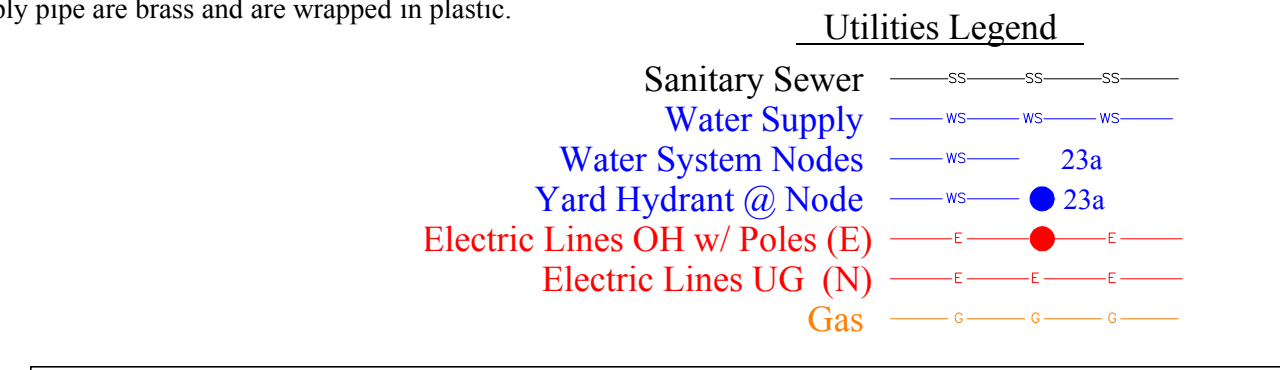 pipe are brass and are wrapped in plastic.
Utilities Legend
Sanitary Sewer SS SS SS
Water Supply WS WS WS
Water System Nodes WS 23a
Yard Hydrant @ Node WS 23a
Electric Lines OH w/ Poles (E) E E
Electric Lines UG (N) E E E
Gas G G G